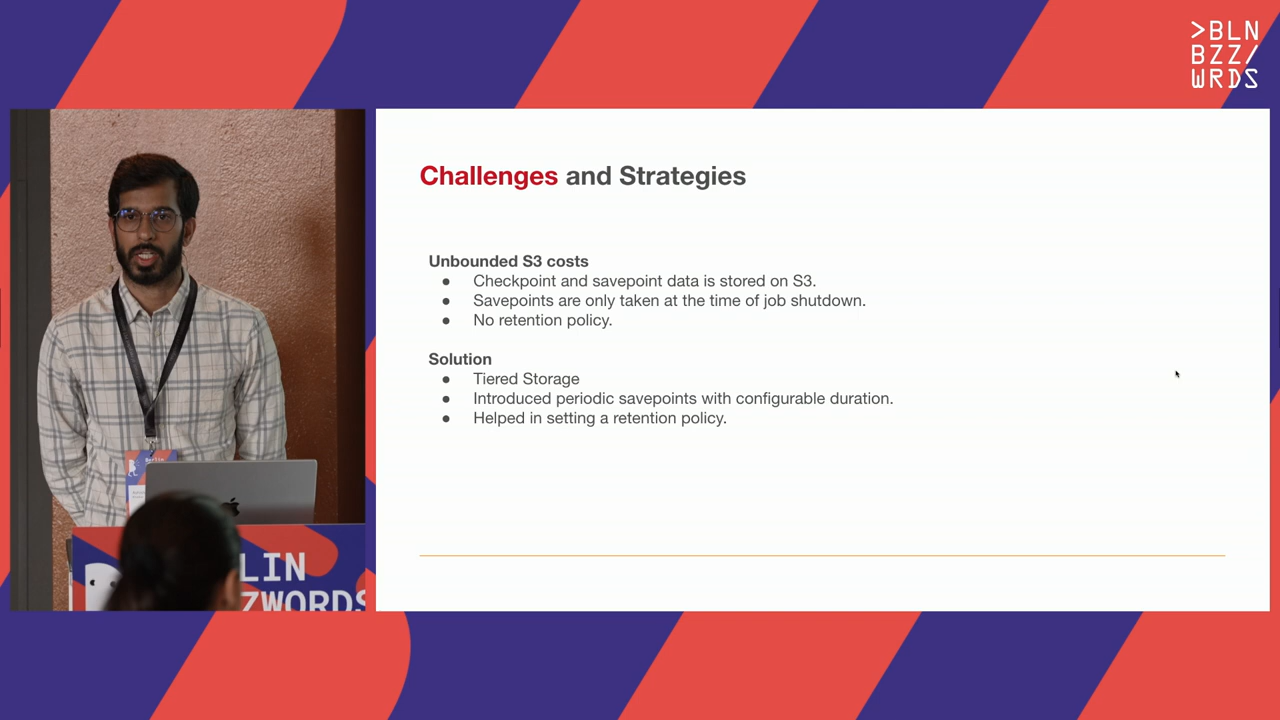 >BLN
BZZ/
WRDS
Challenges and Strategies
Unbounded S3 costs
● Checkpoint and savepoint data is stored on S3.
● Savepoints are only taken at the time of job shutdown.
● No retention policy.
Solution
● Tiered Storage
● Introduced periodic savepoints with configurable duration.
● Helped in setting a retention policy.
Berlin
LIN
ZWORDS